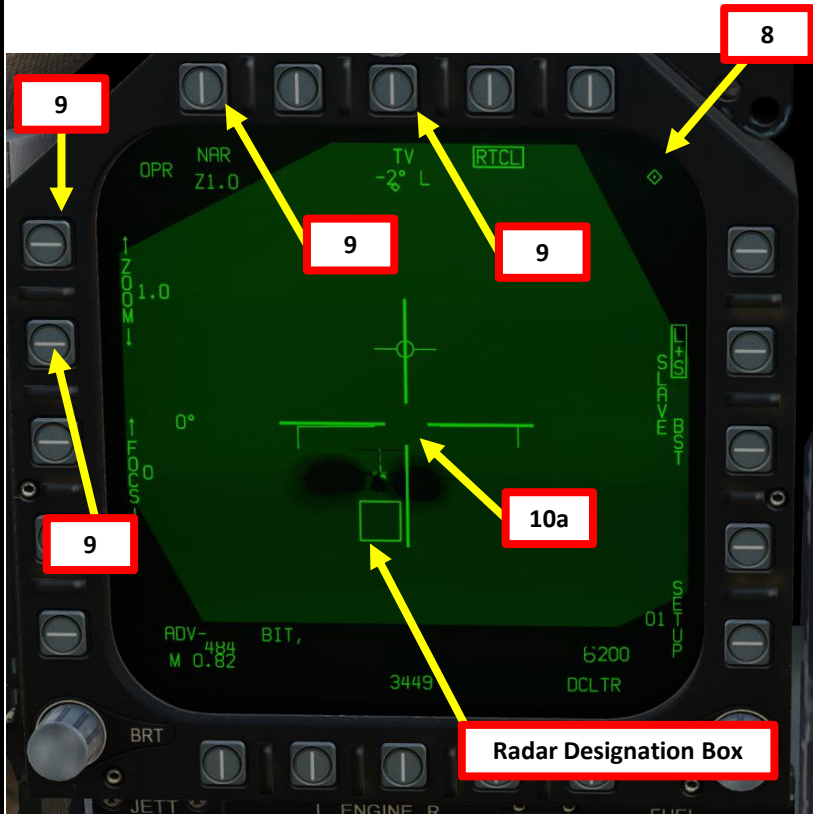 8
9
OPR
NAR
Z1.0
TV
-2° L
RTCL
9
9
↑
ZOOM
↓
1.0
0°
L+S
SLAVE
BST
↑
FOCS
0
9
10a
SETUP
01
ADV-
BIT,
484
M 0.82
6200
3449
DCLTR
Radar Designation Box
BRT
JETT
L ENGINE R
FUEL